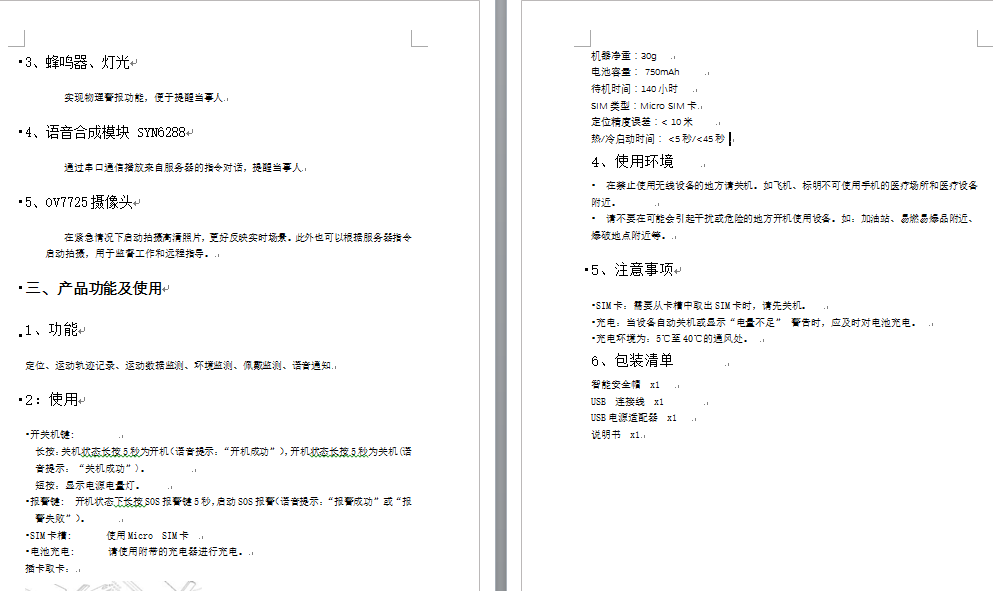 3、蜂鸣器、灯光
实现物理警报功能，便于提醒当事人
4、语音合成模块 SYN6288
通过串口通信播放来自服务器的指令对话，提醒当事人
5、OV7725摄像头
在紧急情况下启动拍摄高清照片，更好反映实时场景。此外也可以根据服务器指令
启动拍摄，用于监督工作和远程指导。
三、产品功能及使用
1、功能
定位、运动轨迹记录、运动数据监测、环境监测、佩戴监测、语音通知
2：使用
•开关机键：
长按：关机状态长按5秒为开机（语音提示：“开机成功”），开机状态长按5秒为关机（语
音提示：“关机成功”）。
短按：显示电源电量灯。
•报警键： 开机状态下长按SOS报警键5秒，启动SOS报警（语音提示：“报警成功”或“报
警失败”）。
•SIM卡槽： 使用Micro SIM卡
•电池充电： 请使用附带的充电器进行充电。
插卡取卡：
机器净重：30g
电池容量： 750mAh
待机时间：140小时
SIM 类型：Micro SIM卡
定位精度误差：< 10米
热/冷启动时间： <5秒/<45秒
4、使用环境
• 在禁止使用无线设备的地方请关机。如飞机、标明不可使用手机的医疗场所和医疗设备
附近。
• 请不要在可能会引起干扰或危险的地方开机使用设备。如：加油站、易燃易爆品附近、
爆破地点附近等。
5、注意事项
•SIM卡：需要从卡槽中取出SIM卡时，请先关机。
•充电：当设备自动关机或显示“电量不足” 警告时，应及时对电池充电。
•充电环境为：5℃至40℃的通风处。
6、包装清单
智能安全帽 x1
USB 连接线 x1
USB电源适配器 x1
说明书 x1